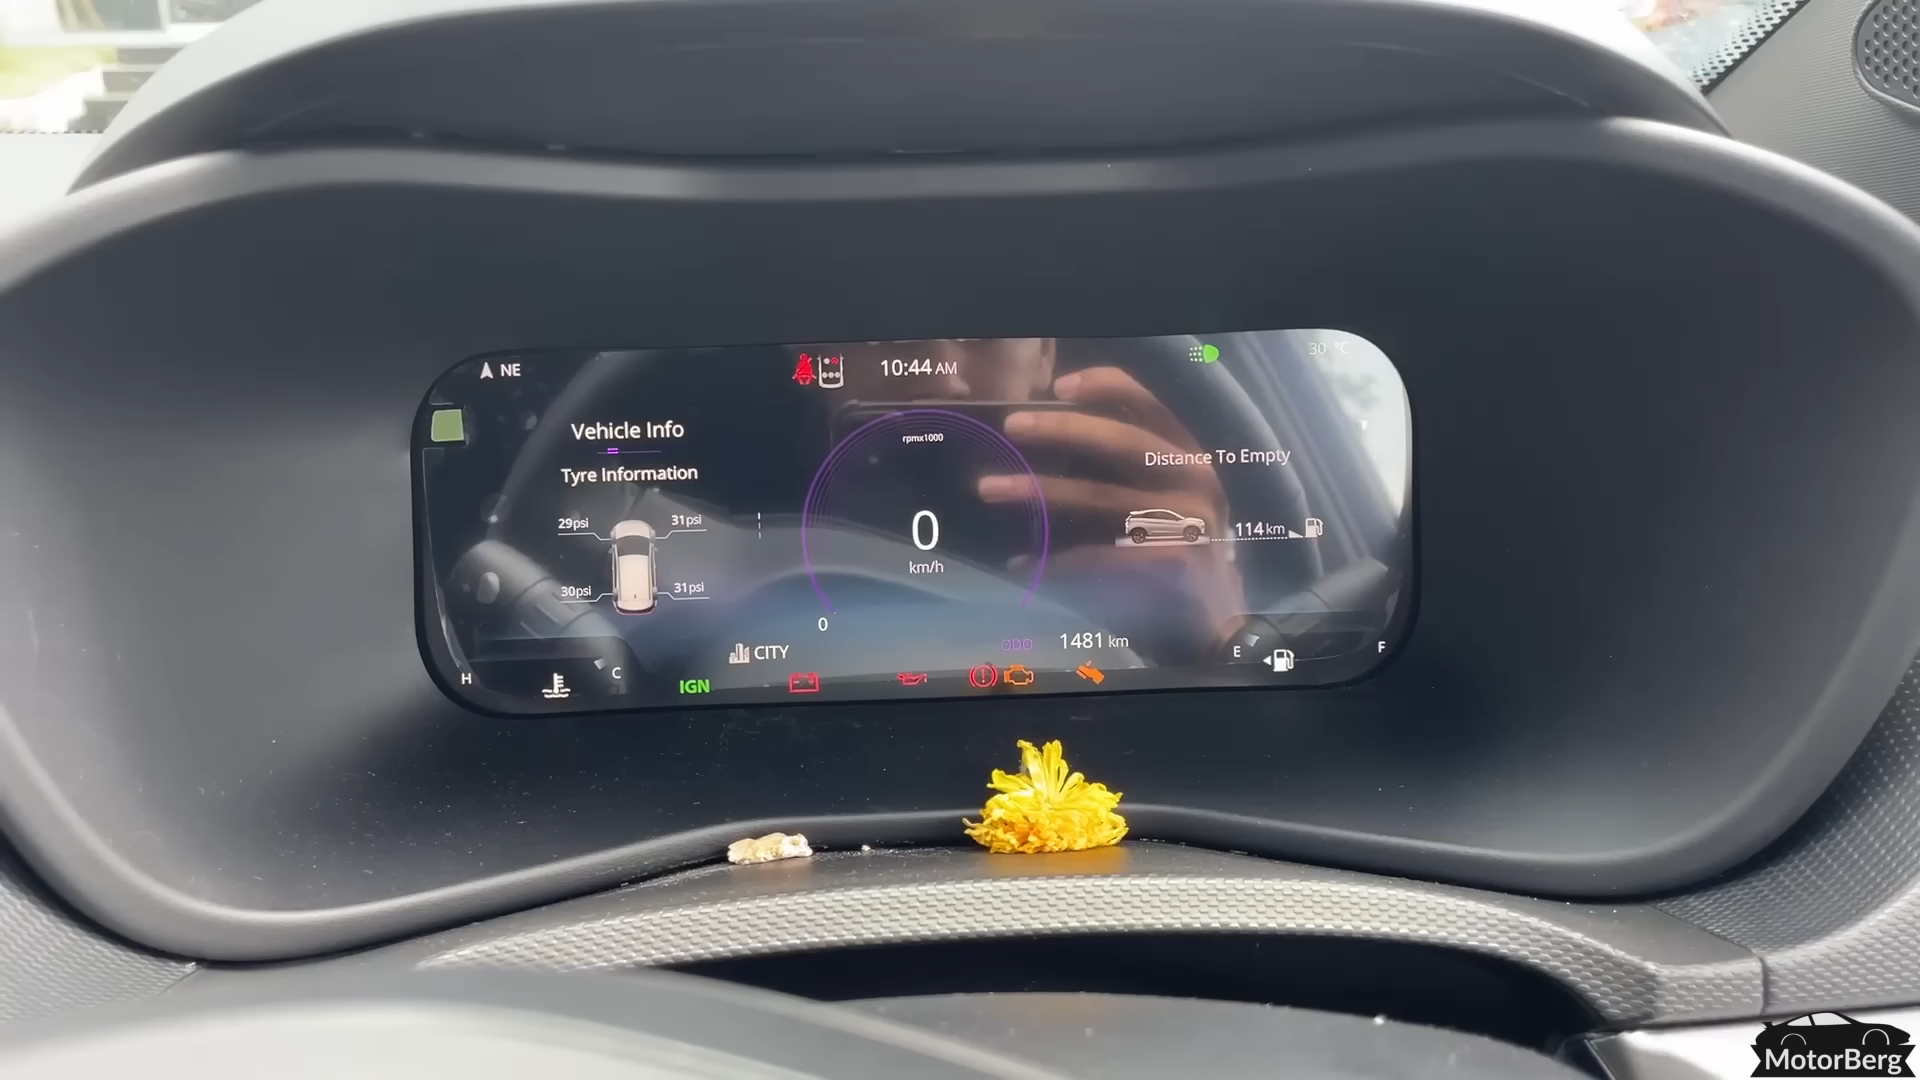 NE
10:44 AM
30 °C
Vehicle Info
Tyre Information
29psi
31psi
30psi
31psi
rpmx1000
0
km/h
0
Distance To Empty
114 km
CITY
ODO 1481 km
H
C
IGN
E
F
MotorBerg